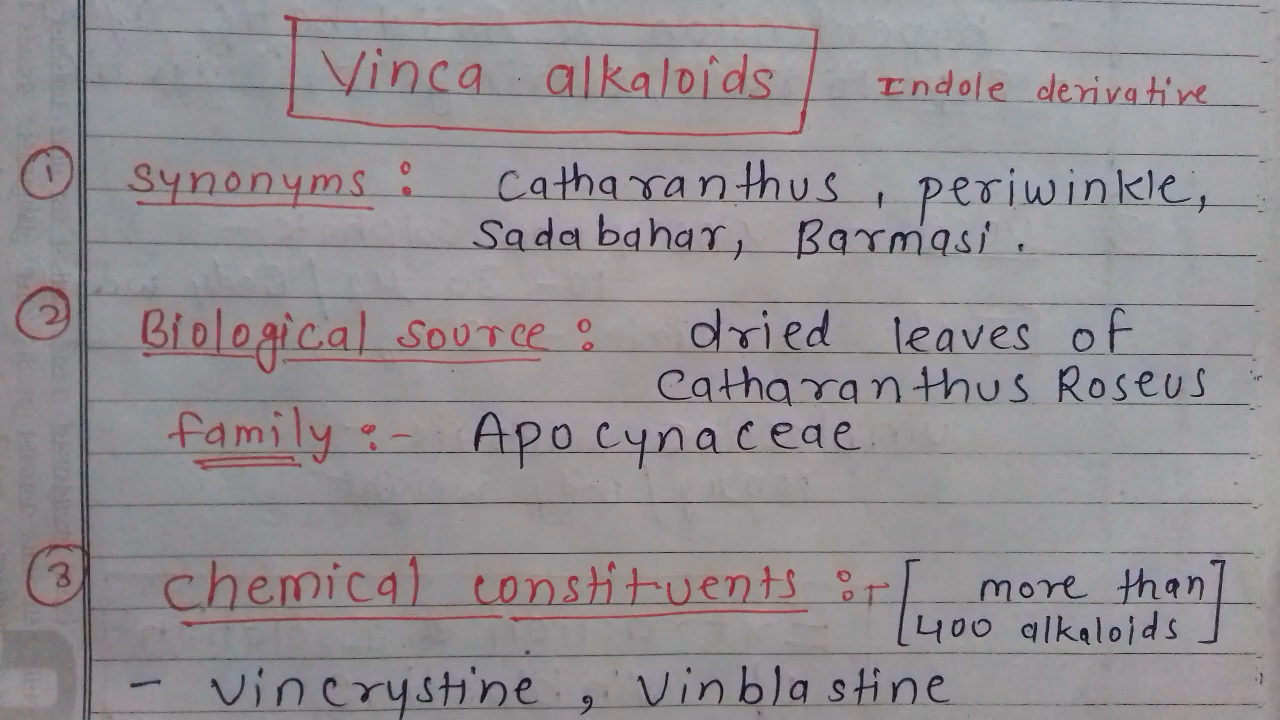 Vinca alkaloids Indole derivative
① Synonyms : Catharanthus, periwinkle,
Sadabahar, Barmasi.
② Biological source : dried leaves of
Catharanthus Roseus
family :- Apocynaceae
③ Chemical constituents :- [more than
400 alkaloids]
- Vincrystine, Vinblastine